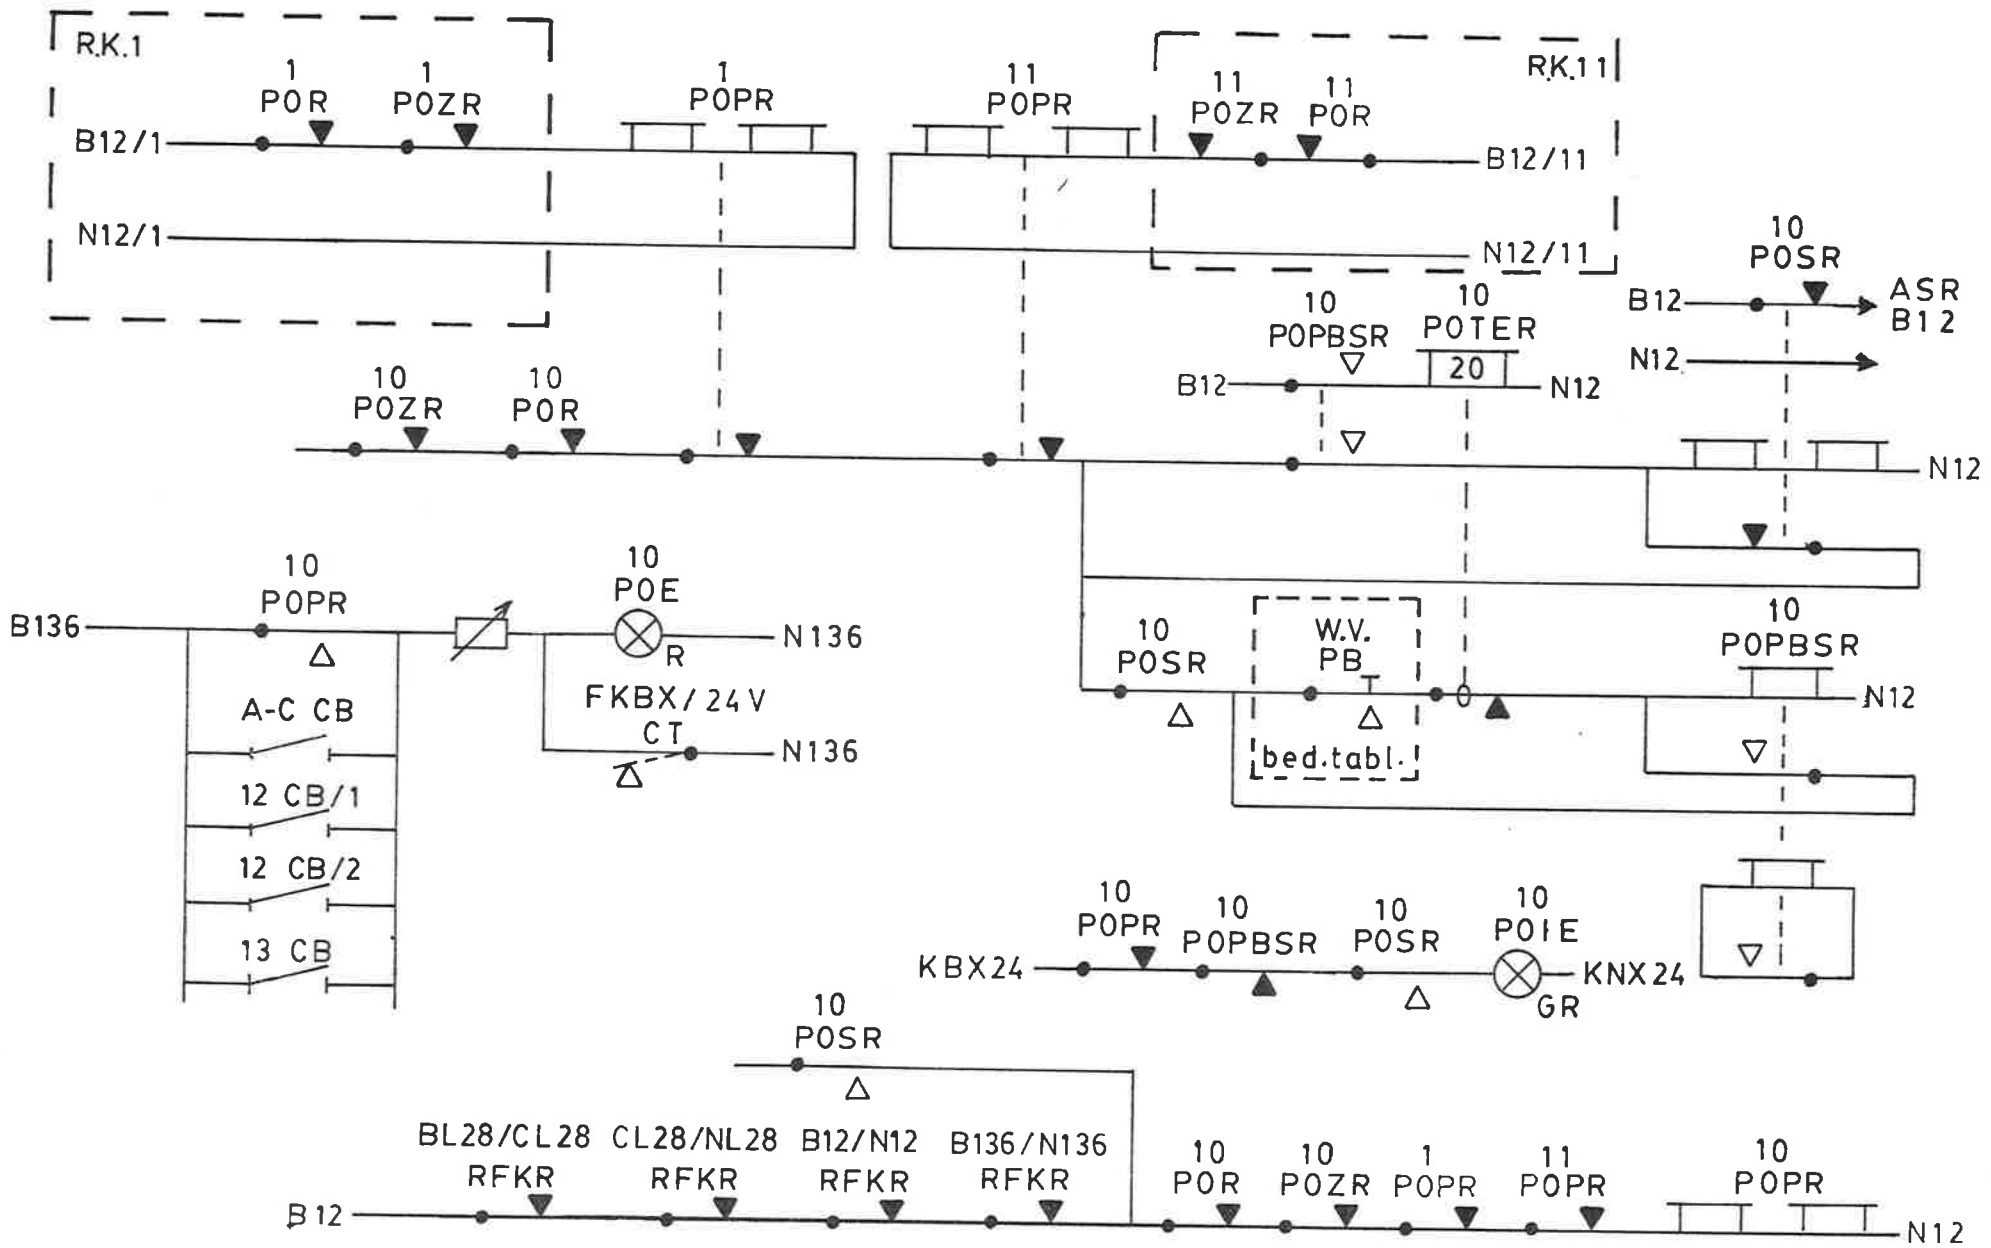 R.K.1
1
POR
1
POZR
B12/1
N12/1
1
POPR
11
POPR
R.K.11
11
POZR
11
POR
B12/11
N12/11
10
POSR
B12
ASR
B12
N12
10
POPBSR
10
POTER
B12
20
N12
10
POZR
10
POR
N12
10
POPR
10
POE
B136
R
N136
FKBX/24V
CT
N136
A-C CB
12 CB/1
12 CB/2
13 CB
10
POSR
W.V.
PB
bed.tabl.
10
POPBSR
N12
10
POPR
10
POPBSR
10
POSR
10
POIE
KBX24
KNX24
GR
10
POSR
BL28/CL28
RFKR
CL28/NL28
RFKR
B12/N12
RFKR
B136/N136
RFKR
10
POR
10
POZR
1
POPR
11
POPR
10
POPR
B12
N12